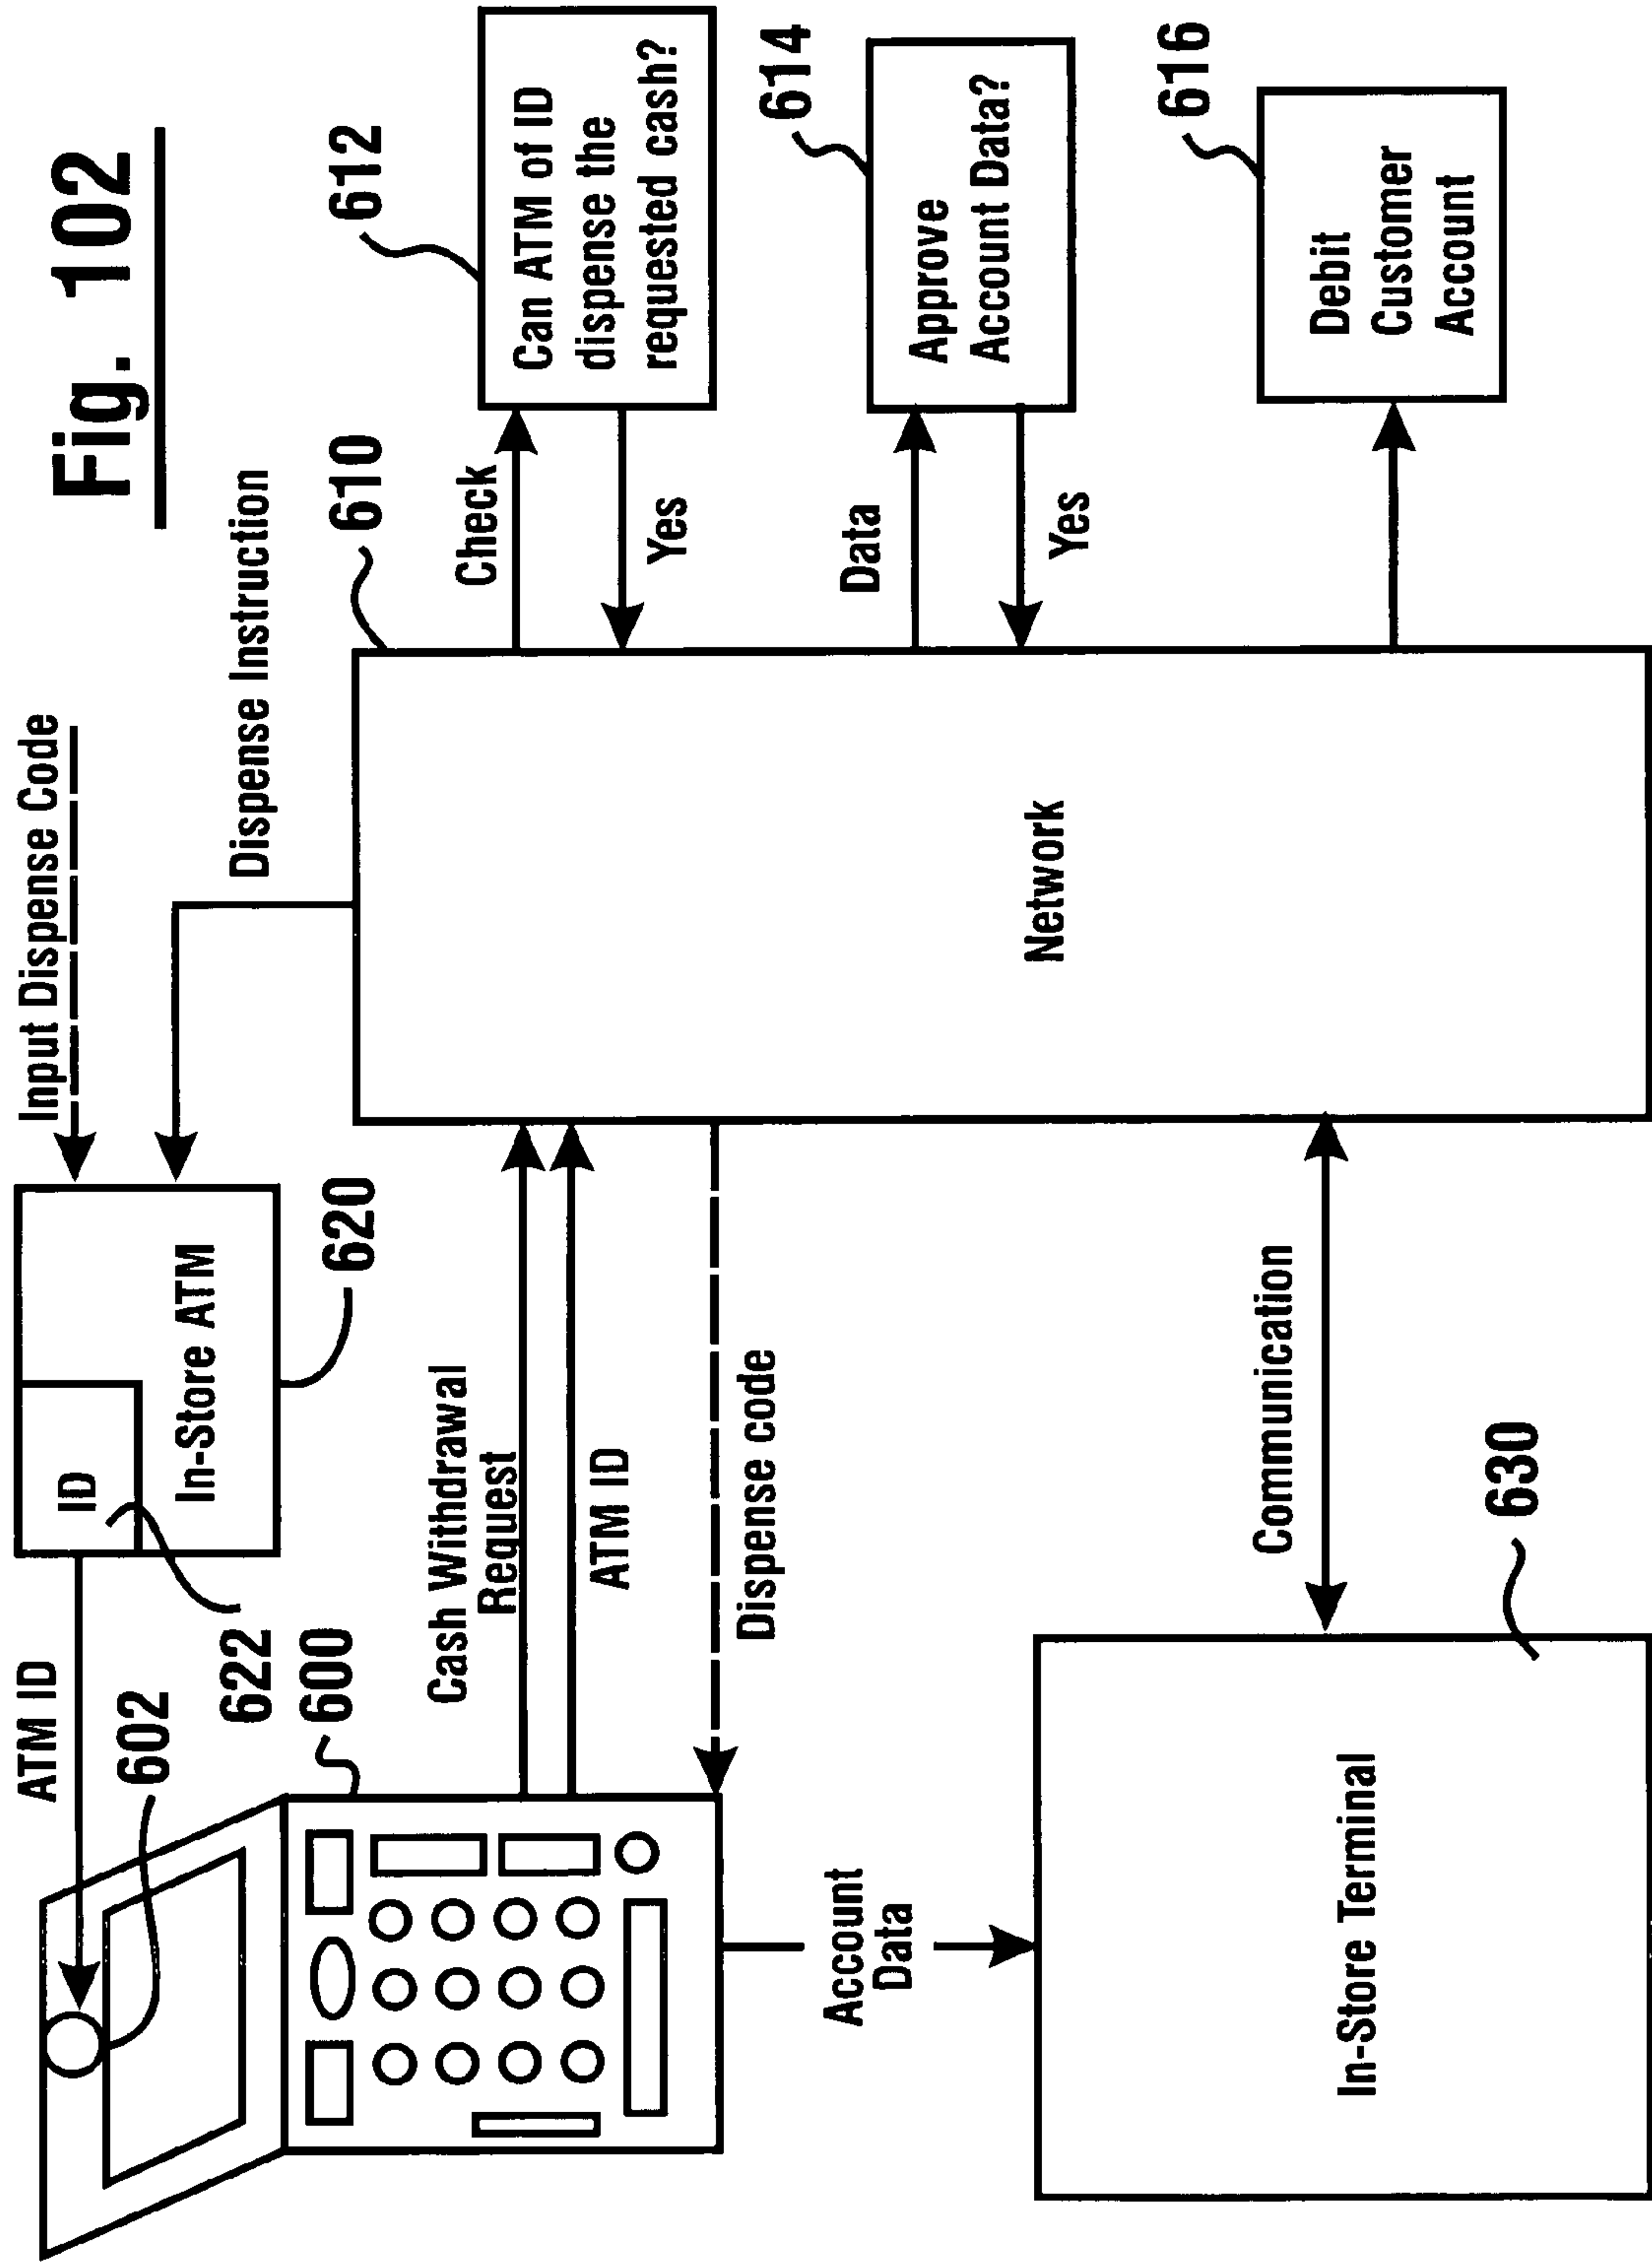 Fig. 102
Input Dispense Code
Dispense Instruction
ATM ID
ID
In-Store ATM
602
622
620
600
610
612
Cash Withdrawal
Request
ATM ID
Dispense code
Check
Yes
Can ATM of ID
dispense the
requested cash?
614
Data
Yes
Approve
Account Data?
616
Debit
Customer
Account
Network
Account
Data
Communication
630
In-Store Terminal